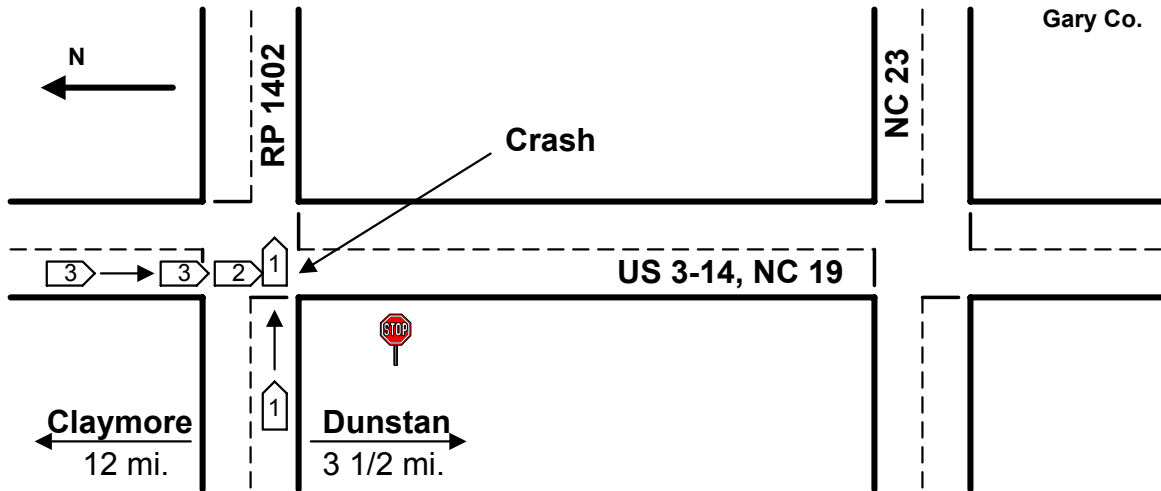 Gary Co.
N
RP 1402
NC 23
Crash
3
3
2
1
US 3-14, NC 19
STOP
1
Claymore
12 mi.
Dunstan
3 1/2 mi.